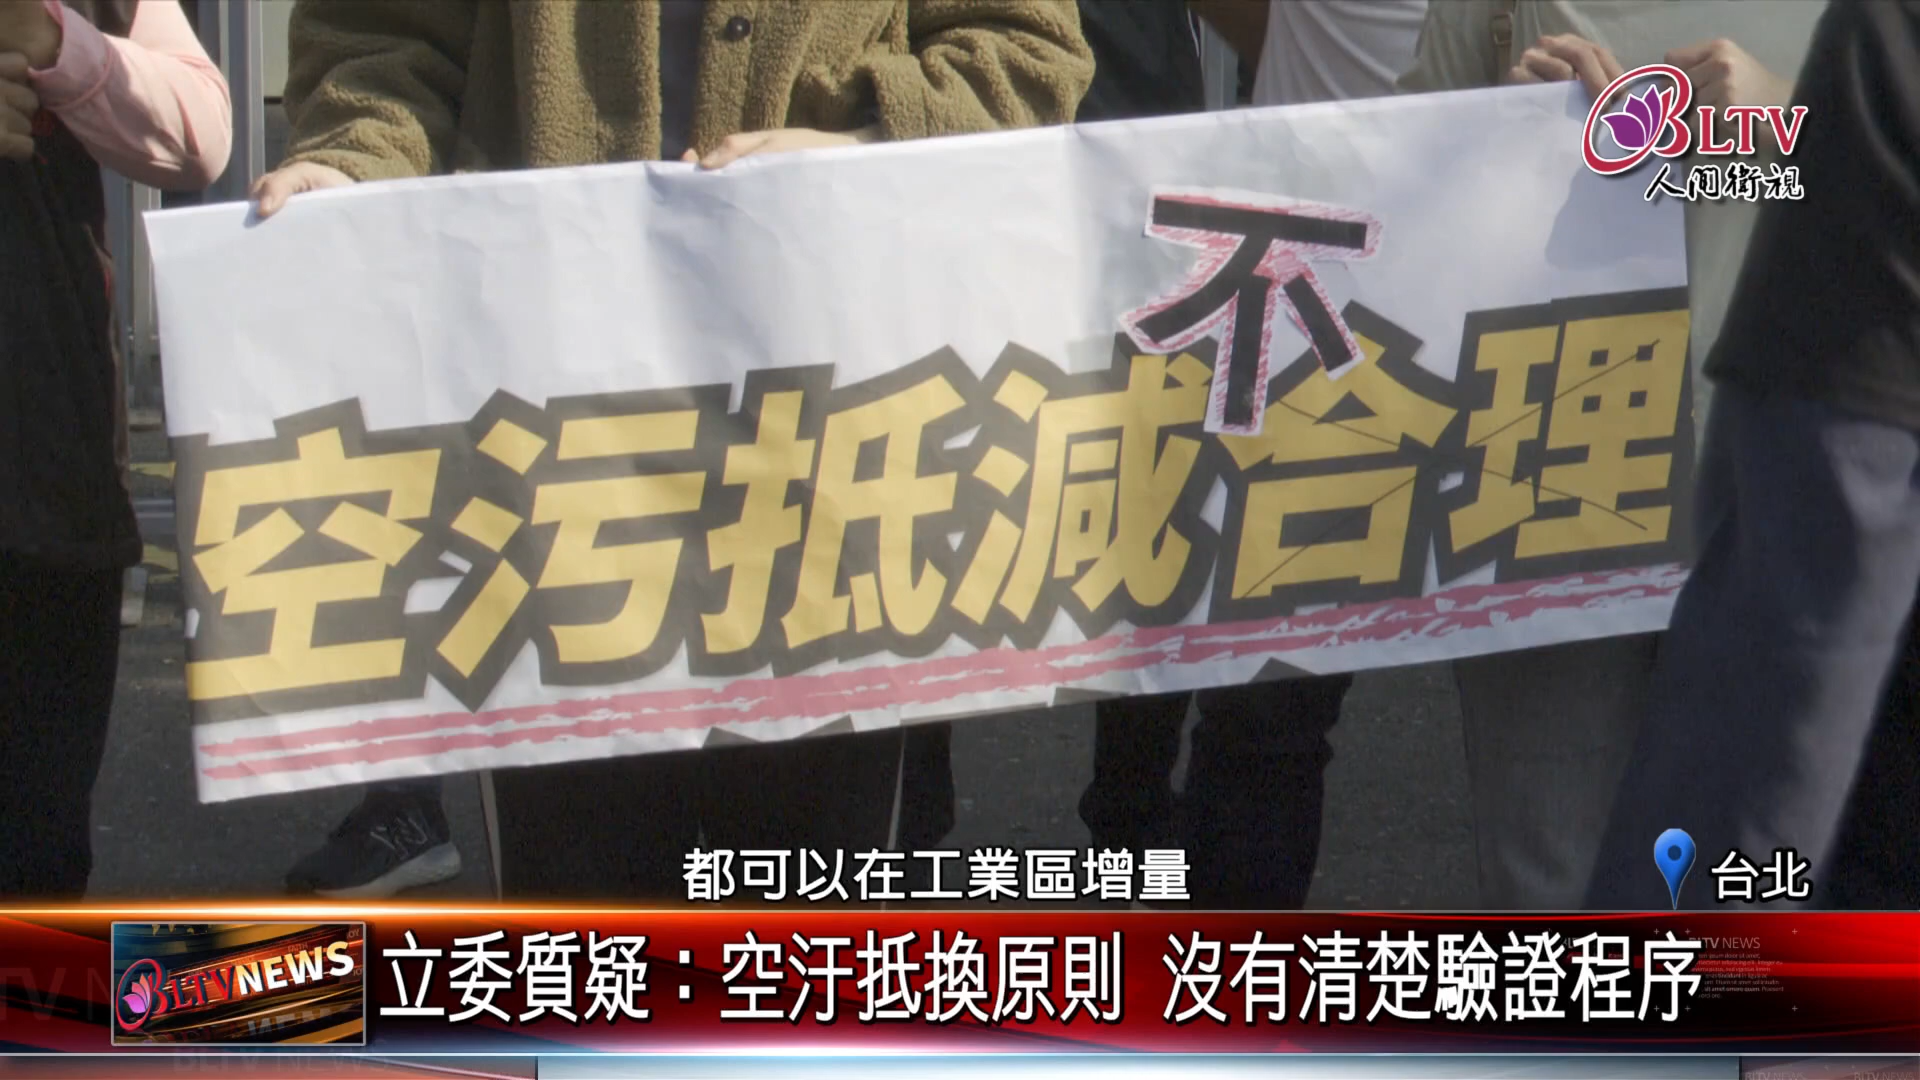 BLTV
人間衛視
不
空污抵減合理
都可以在工業區增量
台北
BLTVNEWS
立委質疑：空汙抵換原則 沒有清楚驗證程序